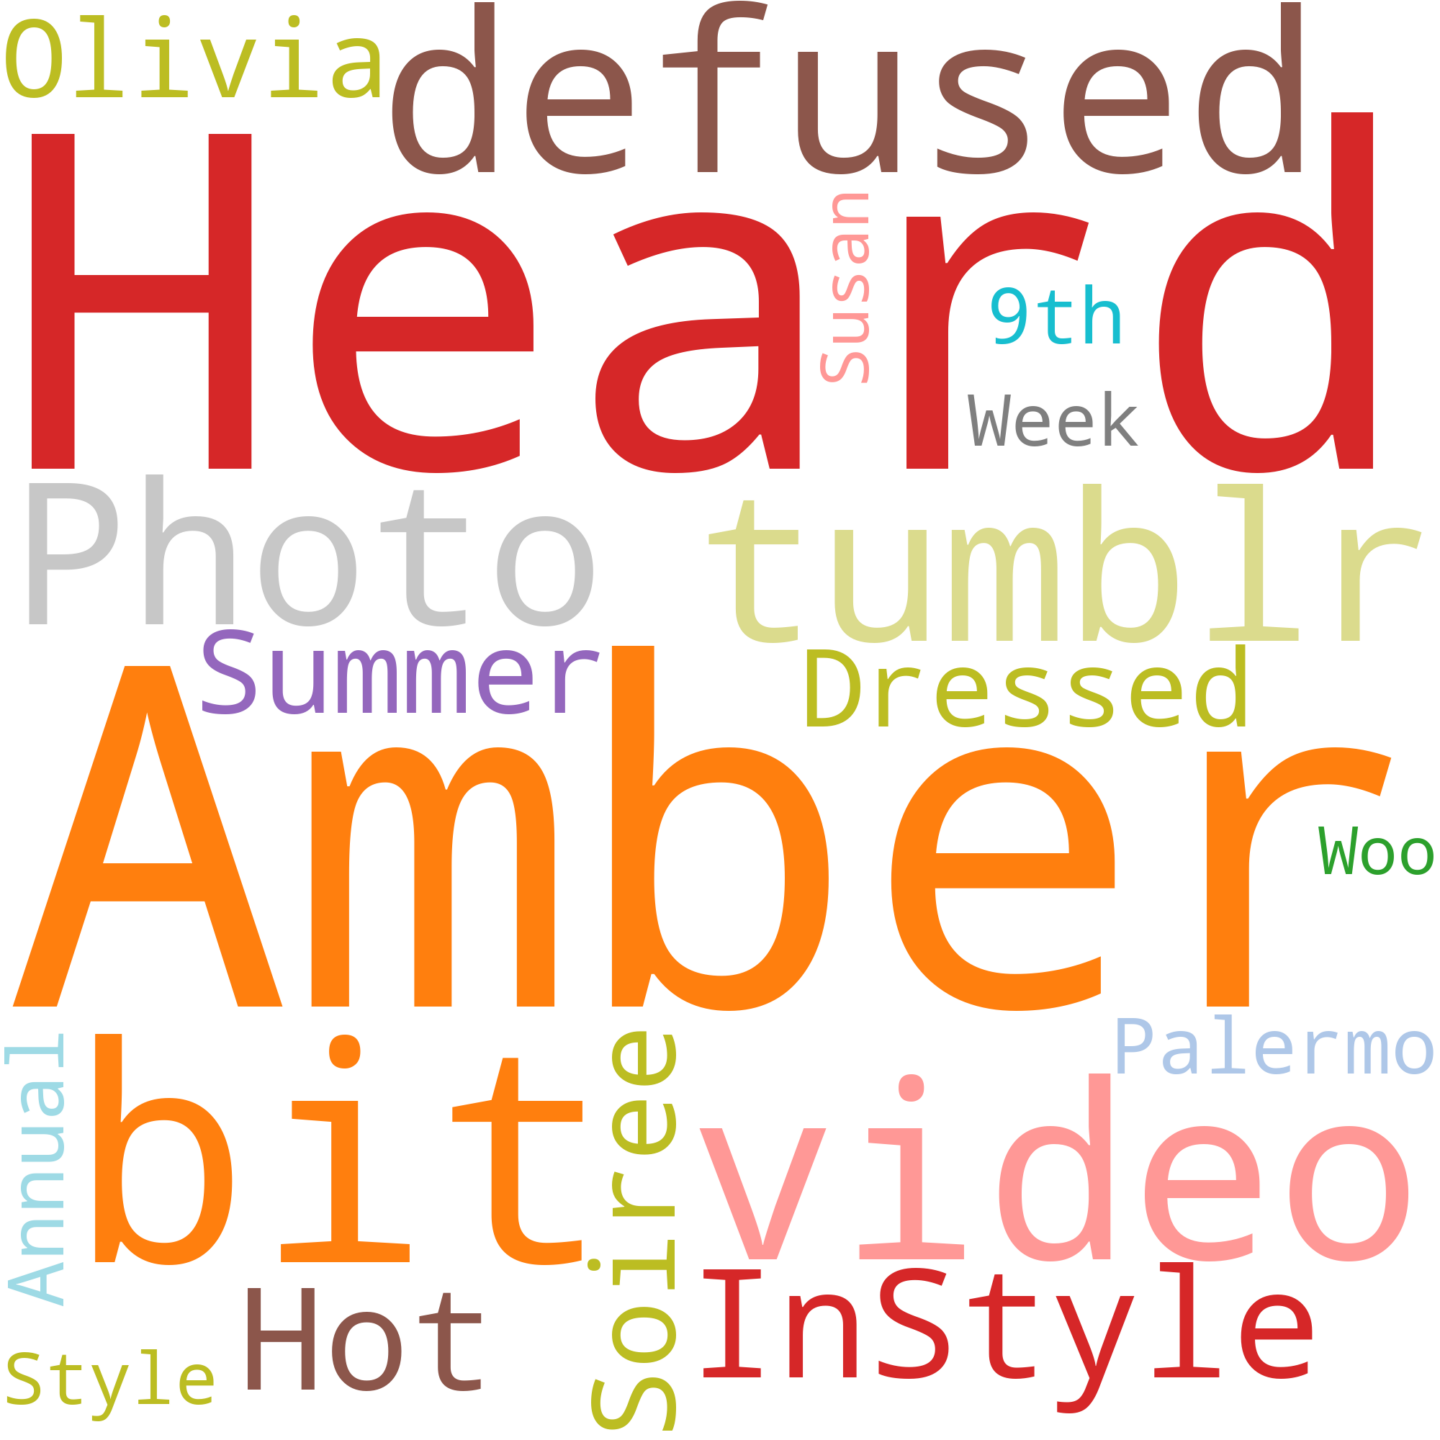 Olivia
defused
Heard
Susan
9th
Week
Photo
tumblr
Summer
Dressed
Amber
Woo
Palermo
Annual
bit
Soiree
video
InStyle
Hot
Style